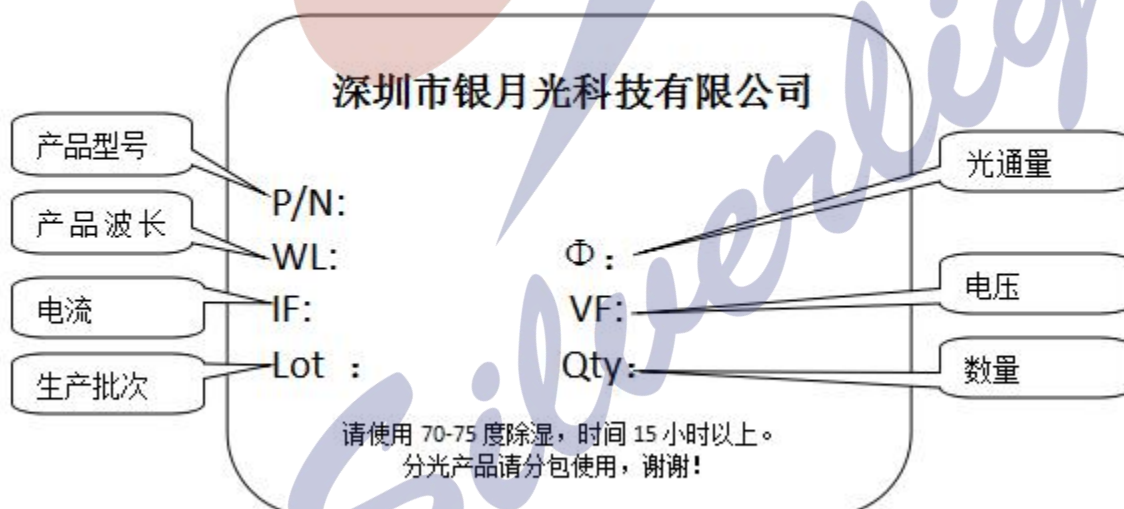 深圳市银月光科技有限公司
产品型号
P/N:
光通量
产品波长
WL:
Φ：
电流
IF:
VF:
电压
生产批次
Lot ：
Qty：
数量
请使用 70-75 度除湿，时间 15 小时以上。
分光产品请分包使用，谢谢！
Silverlig